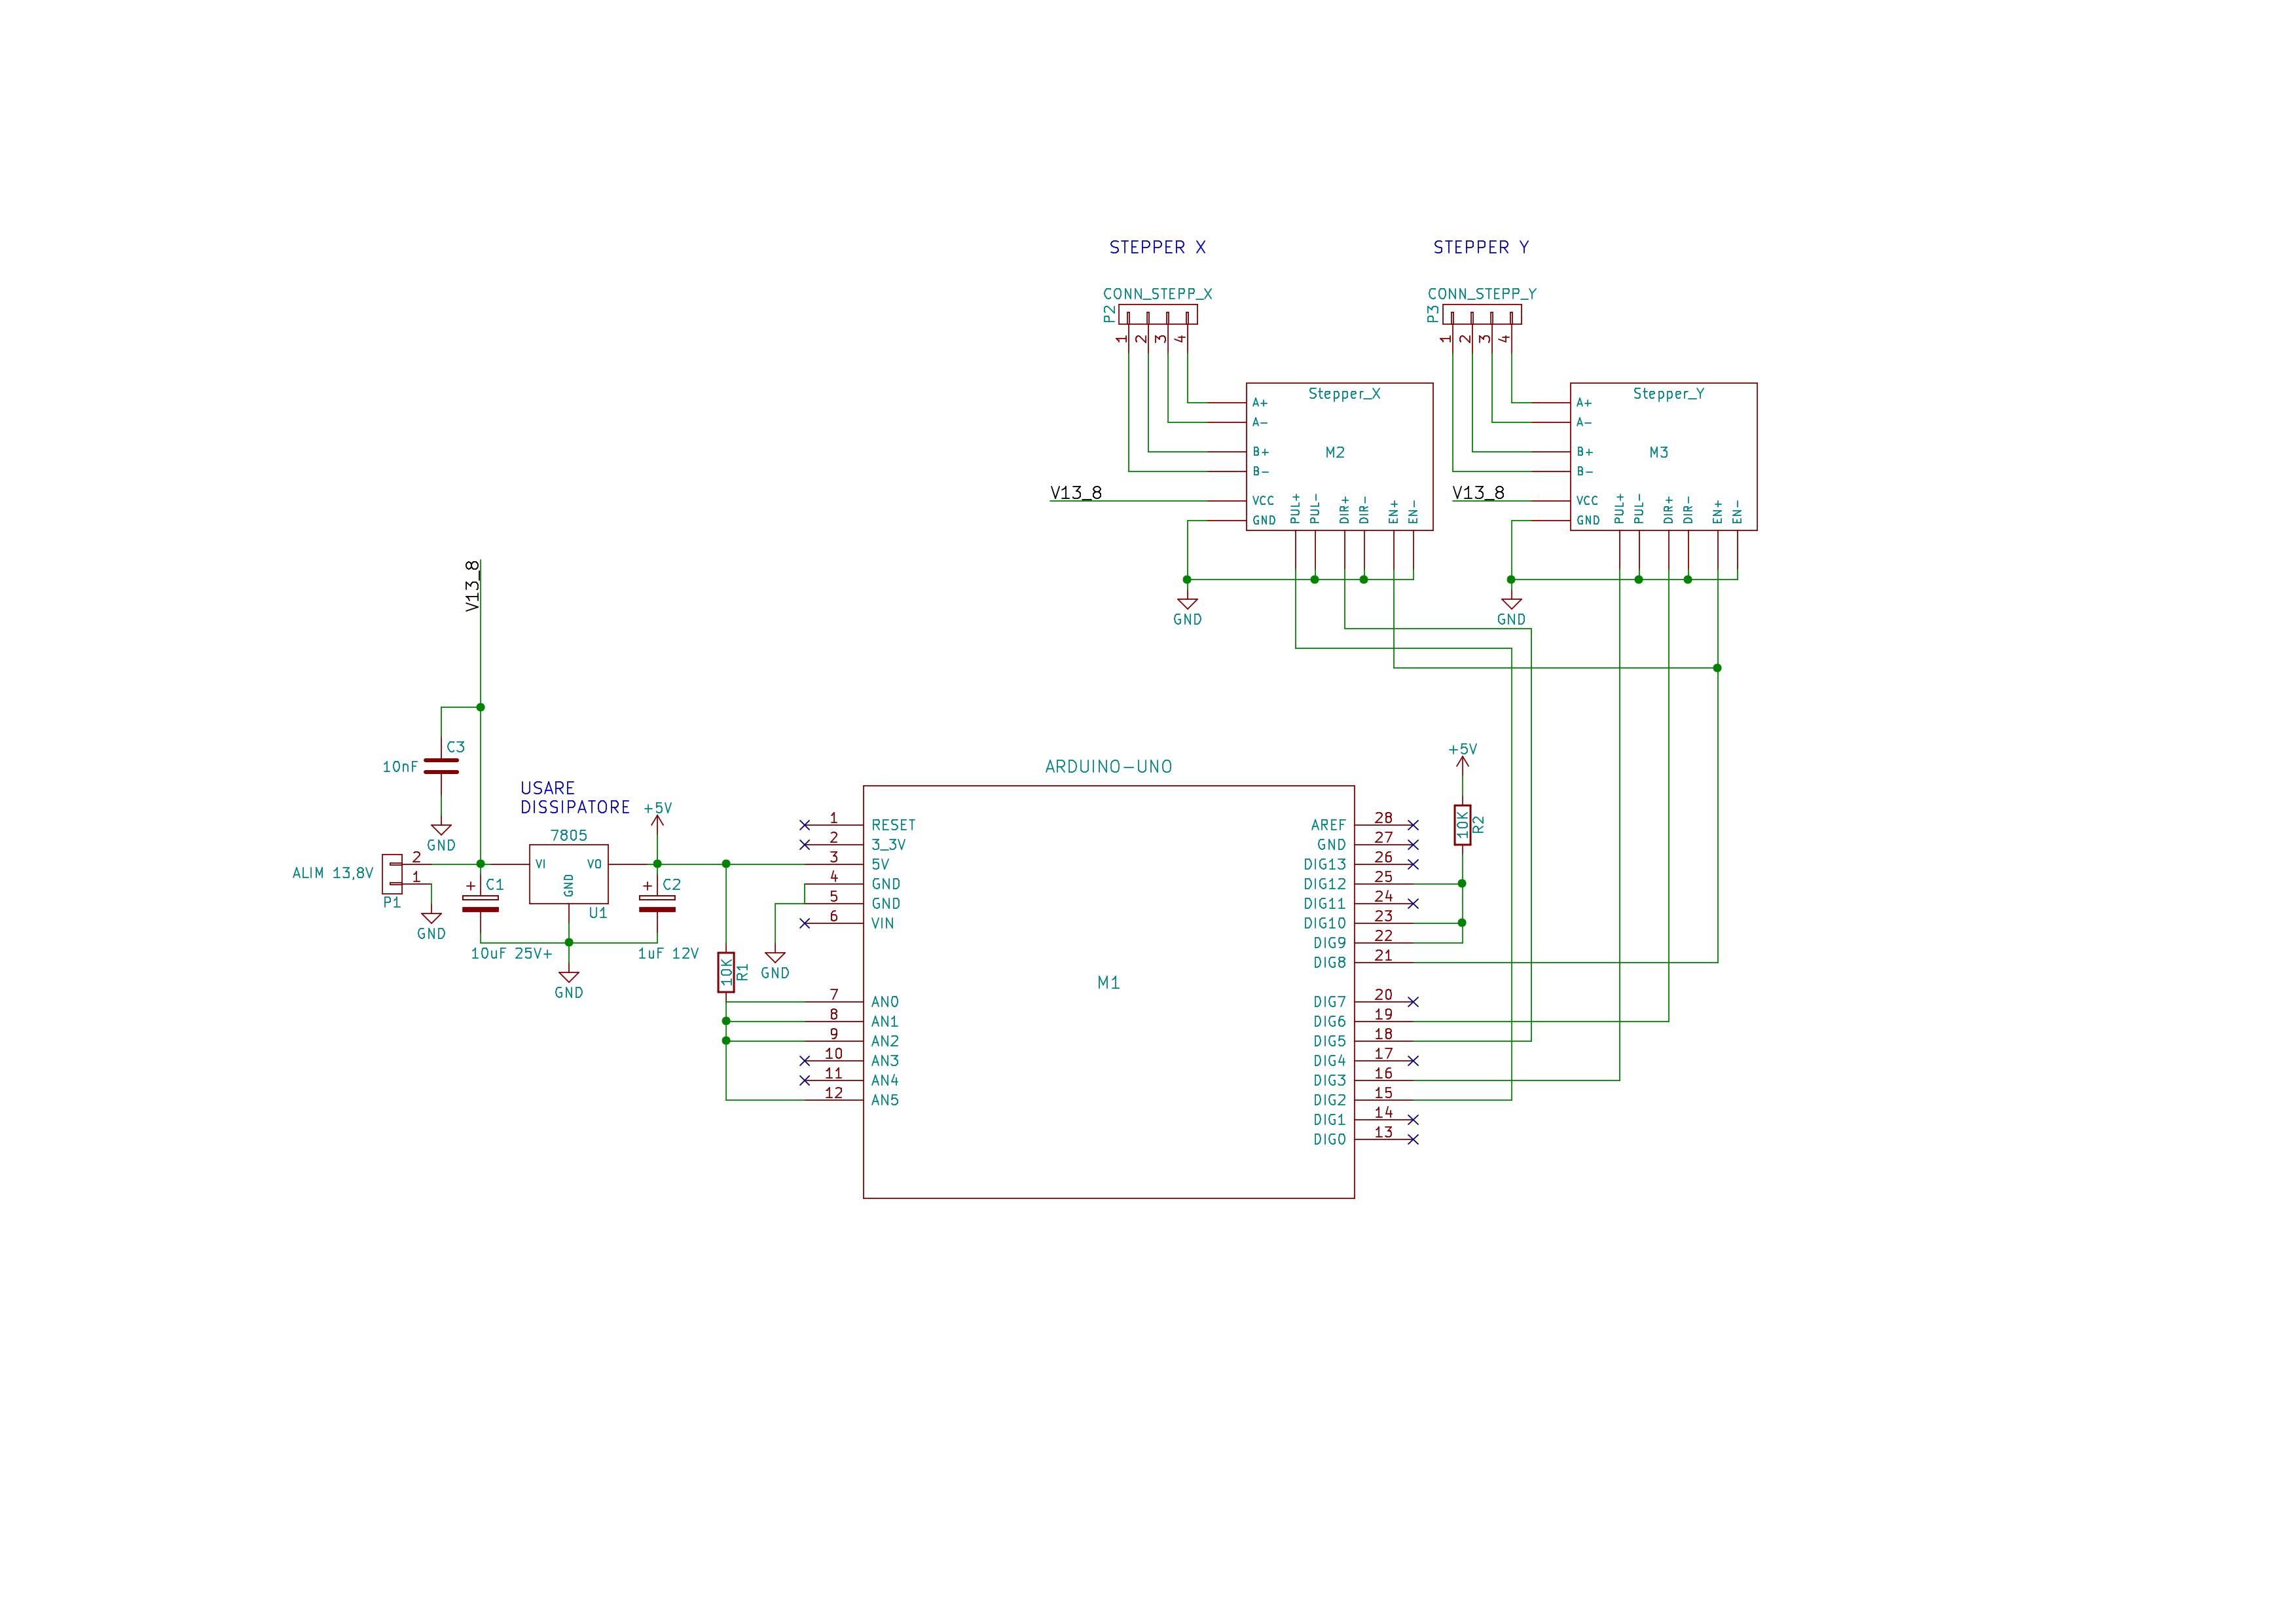 STEPPER X
STEPPER Y
CONN_STEPP_X
P2
1
2
3
4
CONN_STEPP_Y
P3
1
2
3
4
Stepper_X
M2
A+
A-
B+
B-
VCC
GND
PUL+
PUL-
DIR+
DIR-
EN+
EN-
V13_8
GND
Stepper_Y
M3
A+
A-
B+
B-
VCC
GND
PUL+
PUL-
DIR+
DIR-
EN+
EN-
V13_8
GND
V13_8
C3
10nF
GND
USARE
DISSIPATORE
+5V
7805
VI
VO
GND
U1
ALIM 13,8V
2
1
P1
GND
C1
10uF 25V+
C2
1uF 12V
GND
10K
R1
GND
ARDUINO-UNO
M1
1 RESET
2 3_3V
3 5V
4 GND
5 GND
6 VIN
7 AN0
8 AN1
9 AN2
10 AN3
11 AN4
12 AN5
AREF 28
GND 27
DIG13 26
DIG12 25
DIG11 24
DIG10 23
DIG9 22
DIG8 21
DIG7 20
DIG6 19
DIG5 18
DIG4 17
DIG3 16
DIG2 15
DIG1 14
DIG0 13
+5V
10K
R2